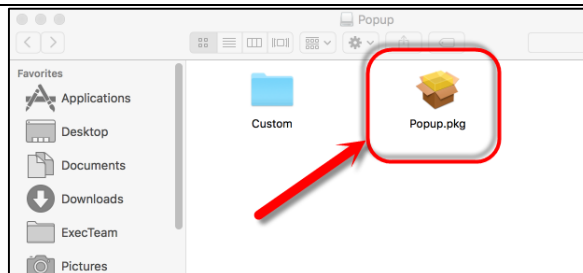 Popup
Favorites
Applications
Desktop
Documents
Downloads
ExecTeam
Pictures
Custom
Popup.pkg